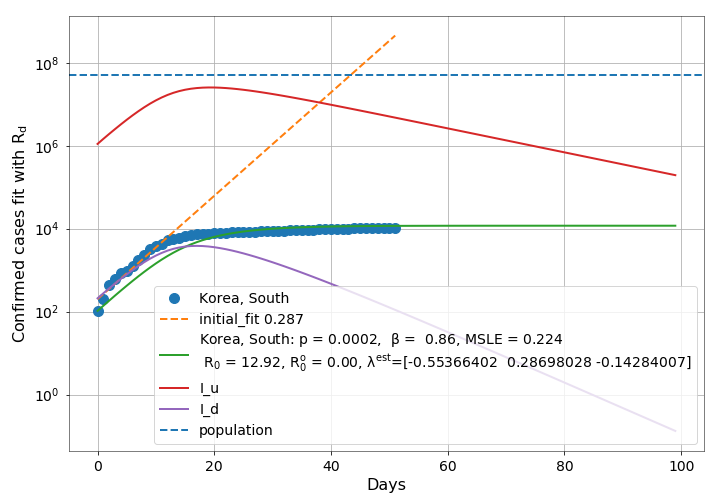 Confirmed cases fit with R_d
10^8
10^6
10^4
10^2
10^0
Korea, South
initial_fit 0.287
Korea, South: p = 0.0002,  β =  0.86, MSLE = 0.224
R_0 = 12.92, R_0^o = 0.00, λ^est=[-0.55366402  0.28698028 -0.14284007]
I_u
I_d
population
0 20 40 60 80 100
Days